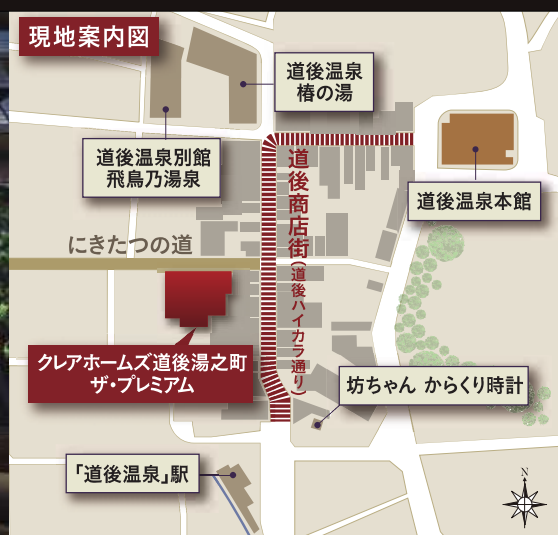 現地案内図
道後温泉
椿の湯
道後温泉別館
飛鳥乃湯泉
道後温泉本館
道後商店街(道後ハイカラ通り)
にきたつの道
クレアホームズ道後湯之町
ザ・プレミアム
坊ちゃん からくり時計
「道後温泉」駅
N